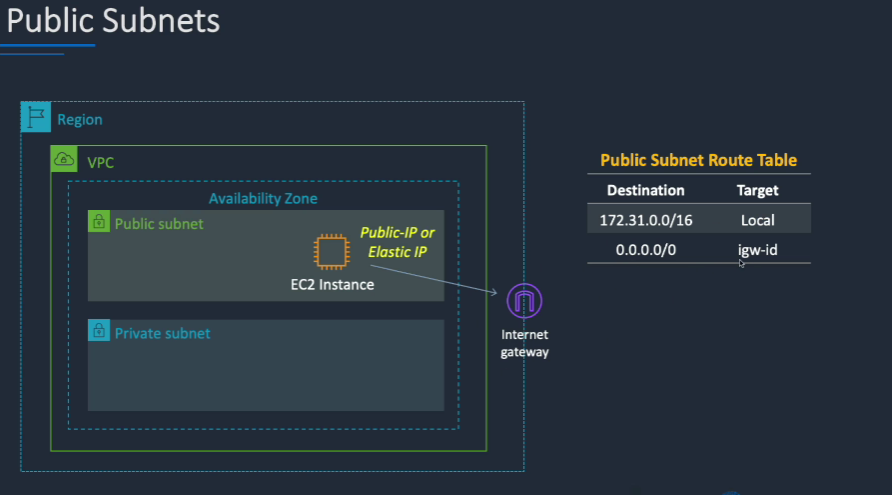 Public Subnets
Region
VPC
Availability Zone
Public subnet
Public-IP or
Elastic IP
EC2 Instance
Private subnet
Internet
gateway
Public Subnet Route Table
Destination Target
172.31.0.0/16 Local
0.0.0.0/0 igw-id